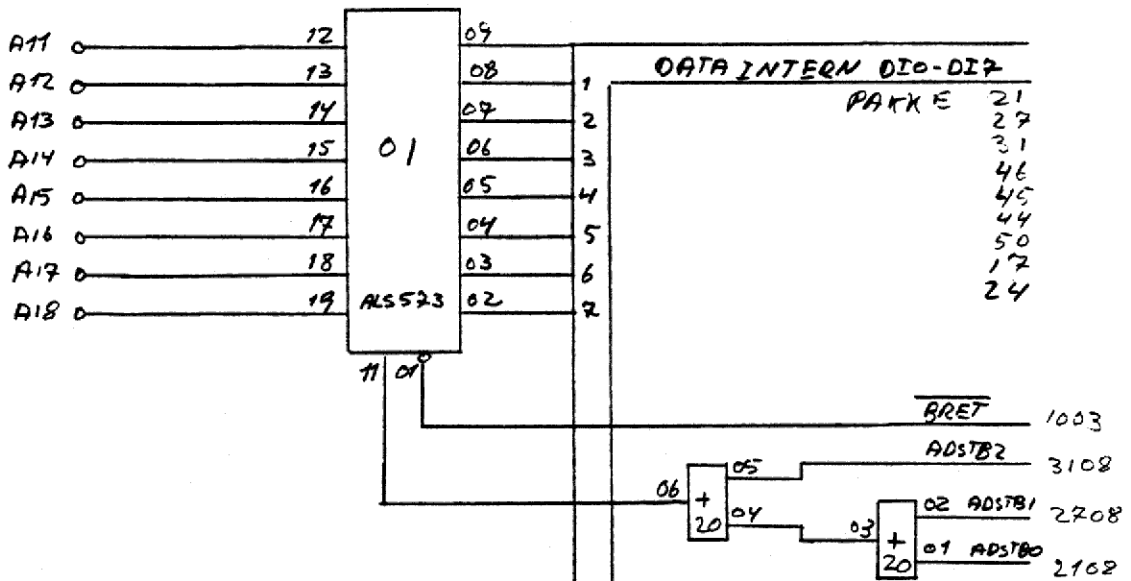 A11 12 09
DATA INTERN DI0-DI7
A12 13 08 1
PAKKE 21
A13 14 07 2
27
31
A14 15 01 06 3
46
A15 16 05 4
45
44
A16 17 04 5
50
A17 18 03 6
17
24
A18 19 ALS573 02 7
11 01
BRET 1003
ADSTB2 3108
06 + 20 05
04
03 + 20 02 ADSTB1 2708
01 ADSTB0 2108